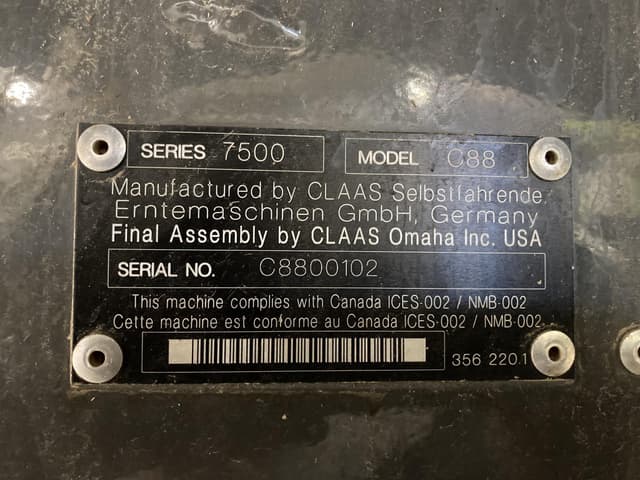 SERIES 7500 MODEL C88
Manufactured by CLAAS Selbstfahrende
Erntemaschinen GmbH, Germany
Final Assembly by CLAAS Omaha Inc. USA
SERIAL NO. C8800102
This machine complies with Canada ICES-002 / NMB-002
Cette machine est conforme au Canada ICES-002 / NMB-002
356 220.1